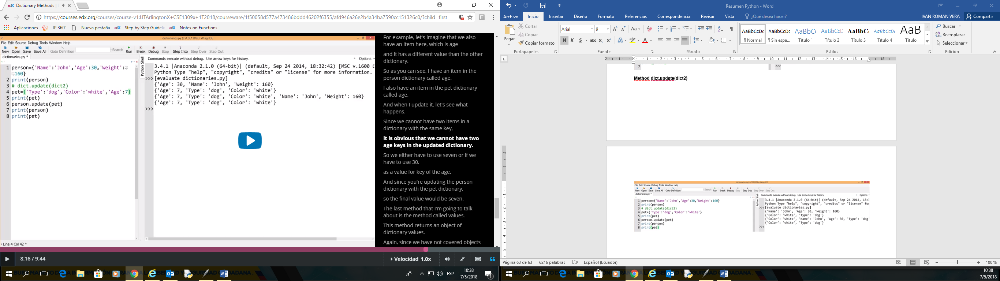 Dictionary Methods |
https://courses.edx.org/courses/course-v1:UTArlingtonX+CSE1309x+1T2018/courseware/1f50058d577a473486bddd46202f6355/afd946a26e2b4a34ba7590cc151326c0/?child=first
Aplicaciones IP 360° Nueva pestaña Step by Step Guideli Notes on Functions
dictionaries.py (c:\CSE1309x): Wing IDE
File Edit Source Debug Tools Window Help
New Open Save Save All Goto Definition Search Run Break Debug Stop Step Into Step Over Step Out
dictionaries.py *
1 person={'Name':'John','Age':30,'Weight':
160}
2 print(person)
3 # dict.update(dict2)
4 pet={'Type':'dog','Color':'white','Age':7}
5 print(pet)
6 person.update(pet)
7 print(person)
8 print(pet)
Line 4 Col 42 *
Python Shell
Commands execute without debug. Use arrow keys for history. Options
3.4.1 |Anaconda 2.1.0 (64-bit)| (default, Sep 24 2014, 18:32:42) [MSC v.1600 6
Python Type "help", "copyright", "credits" or "license" for more information.
>>> [evaluate dictionaries.py]
{'Age': 30, 'Name': 'John', 'Weight': 160}
{'Age': 7, 'Type': 'dog', 'Color': 'white'}
{'Age': 7, 'Type': 'dog', 'Color': 'white', 'Name': 'John', 'Weight': 160}
{'Age': 7, 'Type': 'dog', 'Color': 'white'}
>>>
For example, let's imagine that we also
have an item here, which is age
and it has a different value than the other
dictionary.
So as you can see, I have an item in the
person dictionary called age.
I also have an item in the pet dictionary
called age.
And when I update it, let's see what
happens.
Since we cannot have two items in a
dictionary with the same key,
it is obvious that we cannot have two
age keys in the updated dictionary.
So we either have to use seven or if we
have to use 30,
as a value for key of the age.
And since you're updating the person
dictionary with the pet dictionary,
so the final value would be seven.
The last method that I'm going to talk
about is the method called values.
This method returns an object of
dictionary values.
Again, since we have not covered objects
8:16 / 9:44
Velocidad 1.0x
ESP
10:38
7/5/2018
1
Resumen Python - Word
Archivo Inicio Insertar Diseño Formato Referencias Correspondencia Revisar Vista ¿Qué desea hacer? IVAN ROMAN VERA Compartir
Pegar
Cortar
Copiar
Copiar formato
Portapapeles
Arial 9
N K S abc x₂ x²
Fuente
Párrafo
AaBbCcDc AaBbCcDc AaBbC( AaBbCcE AaBbC AaBbCcDc AaB
¶ Normal ¶ Sin espa... Título 1 Título 2 Título 3 Título 4 Título
Estilos
Buscar
Reemplazar
Seleccionar
Edición
7
>>>
Method dict.update(dict2)
dictionaries.py (c:\CSE1309x): Wing IDE
File Edit Source Debug Tools Window Help
New Open Save Save All Goto Definition Search Run Break Debug Stop Step Into Step Over Step Out
dictionaries.py *
1 person={'Name':'John','Age':30,'Weight':160}
2 print(person)
3 # dict.update(dict2)
4 pet={'Type':'dog','Color':'white'}
5 print(pet)
6 person.update(pet)
7 print(person)
8 print(pet)
Python Shell
Commands execute without debug. Use arrow keys for history. Options
3.4.1 |Anaconda 2.1.0 (64-bit)| (default, Sep 24 2014, 18:3
Python Type "help", "copyright", "credits" or "license" for
>>> [evaluate dictionaries.py]
{'Name': 'John', 'Age': 30, 'Weight': 160}
{'Color': 'white', 'Type': 'dog'}
{'Color': 'white', 'Name': 'John', 'Age': 30, 'Type': 'dog'
{'Color': 'white', 'Type': 'dog'}
>>>
Página 63 de 63 6216 palabras Español (Ecuador) 100 %
10:38
7/5/2018